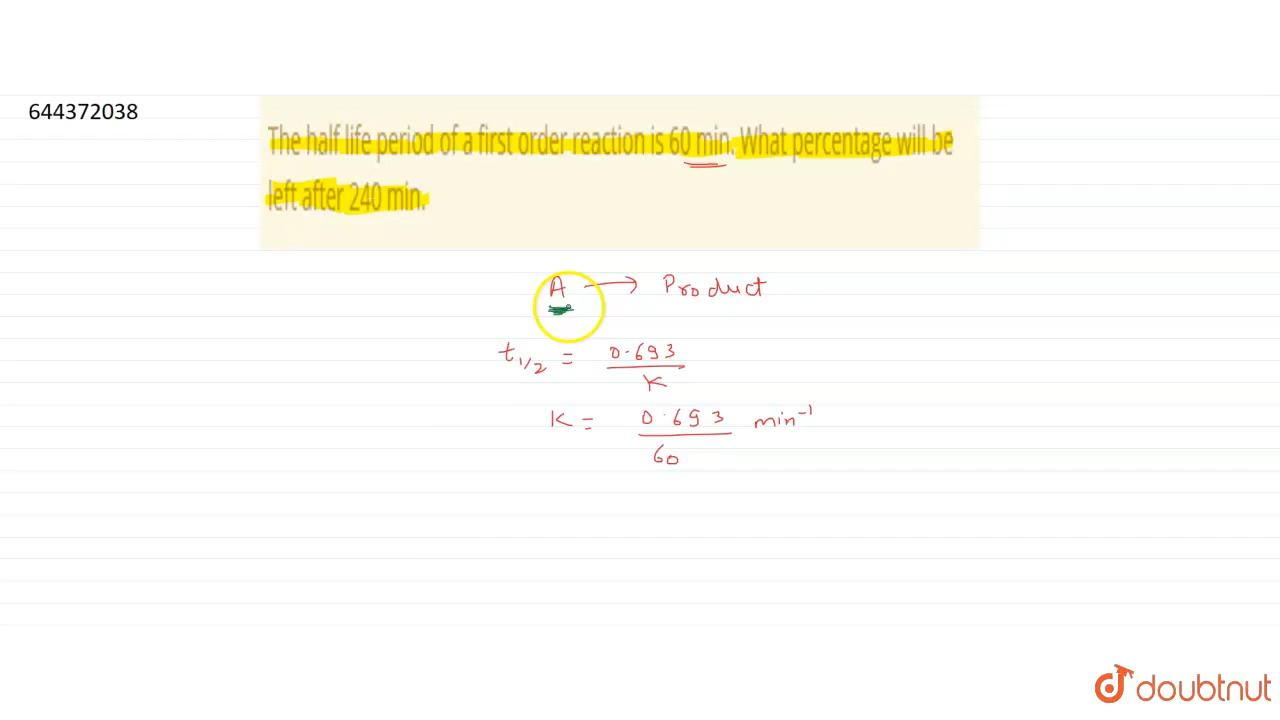 644372038
The half life period of a first order reaction is 60 min. What percentage will be
left after 240 min.
A → Product
t1/2 = 0.693/K
K = 0.693/60 min⁻¹
doubtnut